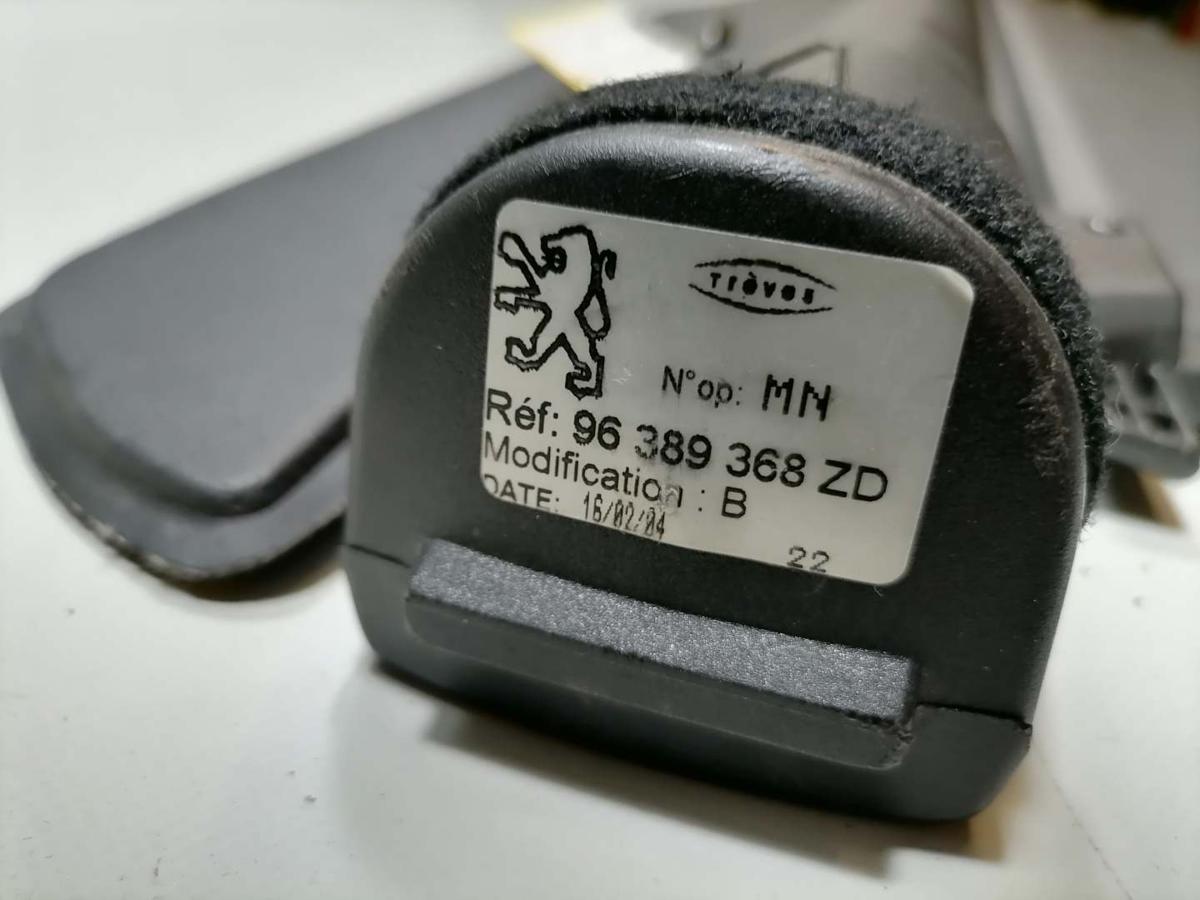 Trèves
N°op: MN
Réf: 96 389 368 ZD
Modification : B
DATE: 16/02/04
22